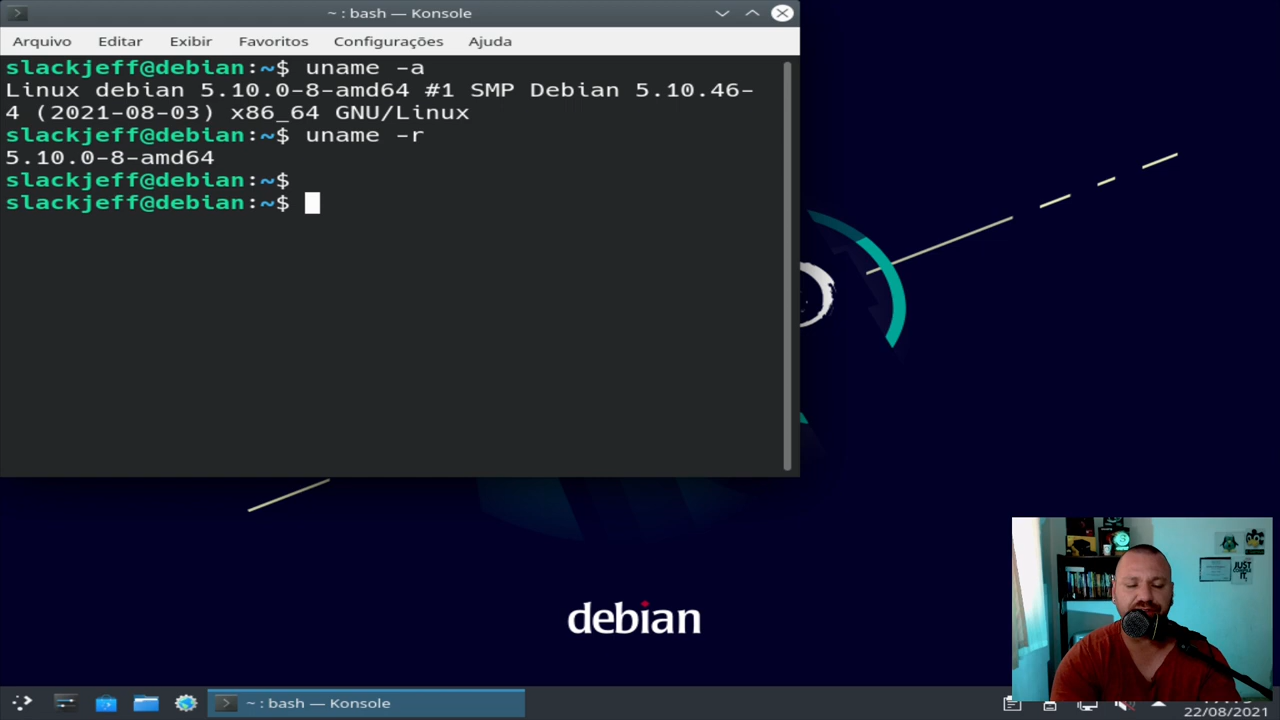 ~ : bash — Konsole
Arquivo Editar Exibir Favoritos Configurações Ajuda
slackjeff@debian:~$ uname -a
Linux debian 5.10.0-8-amd64 #1 SMP Debian 5.10.46-
4 (2021-08-03) x86_64 GNU/Linux
slackjeff@debian:~$ uname -r
5.10.0-8-amd64
slackjeff@debian:~$
slackjeff@debian:~$
JUST
IT,
debian
~ : bash — Konsole
22/08/2021